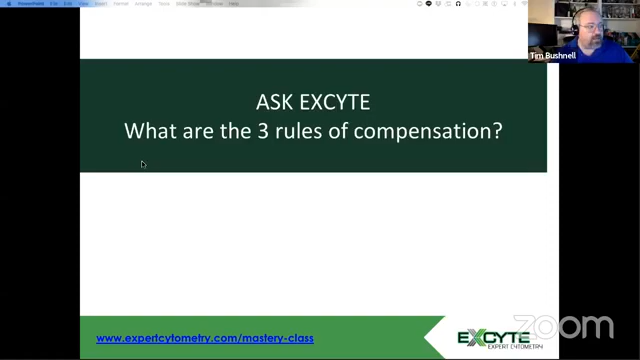 Tim Bushnell
ASK EXCYTE
What are the 3 rules of compensation?
www.expertcytometry.com/mastery-class
EXCYTE
EXPERT CYTOMETRY
zoom